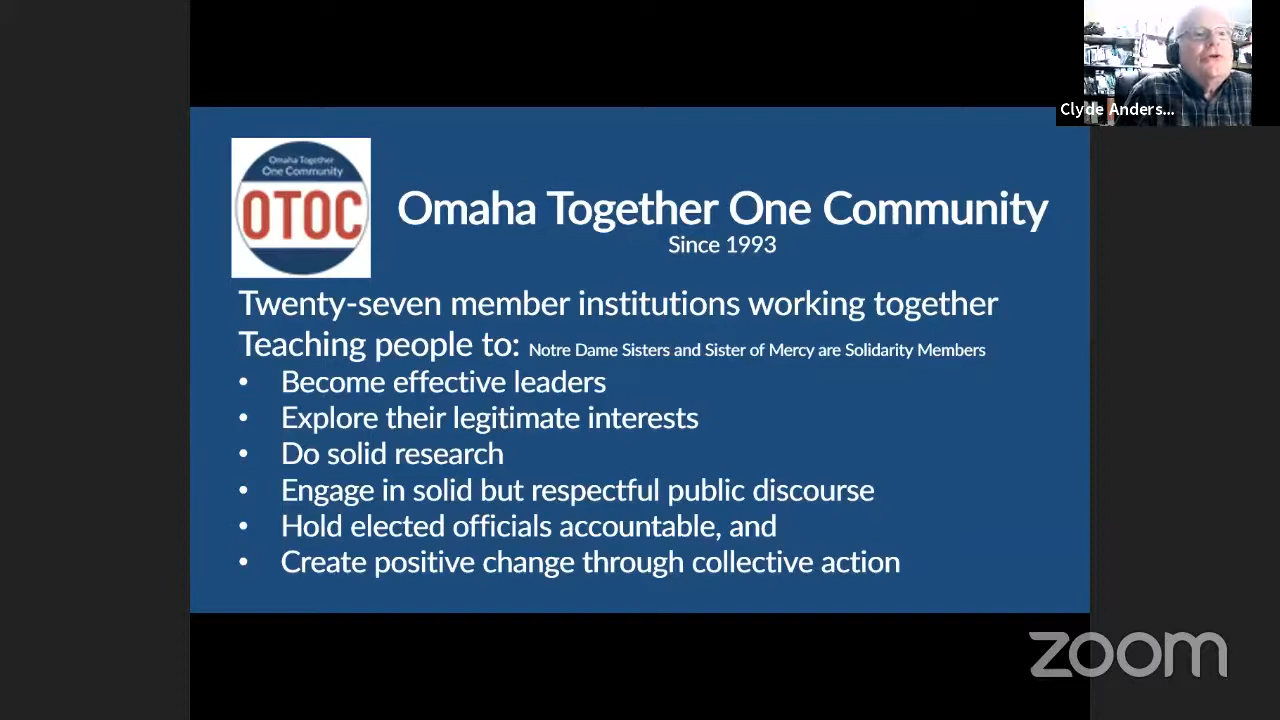 Clyde Anders...
Omaha Together
One Community
OTOC
Omaha Together One Community
Since 1993
Twenty-seven member institutions working together
Teaching people to: Notre Dame Sisters and Sister of Mercy are Solidarity Members
• Become effective leaders
• Explore their legitimate interests
• Do solid research
• Engage in solid but respectful public discourse
• Hold elected officials accountable, and
• Create positive change through collective action
zoom